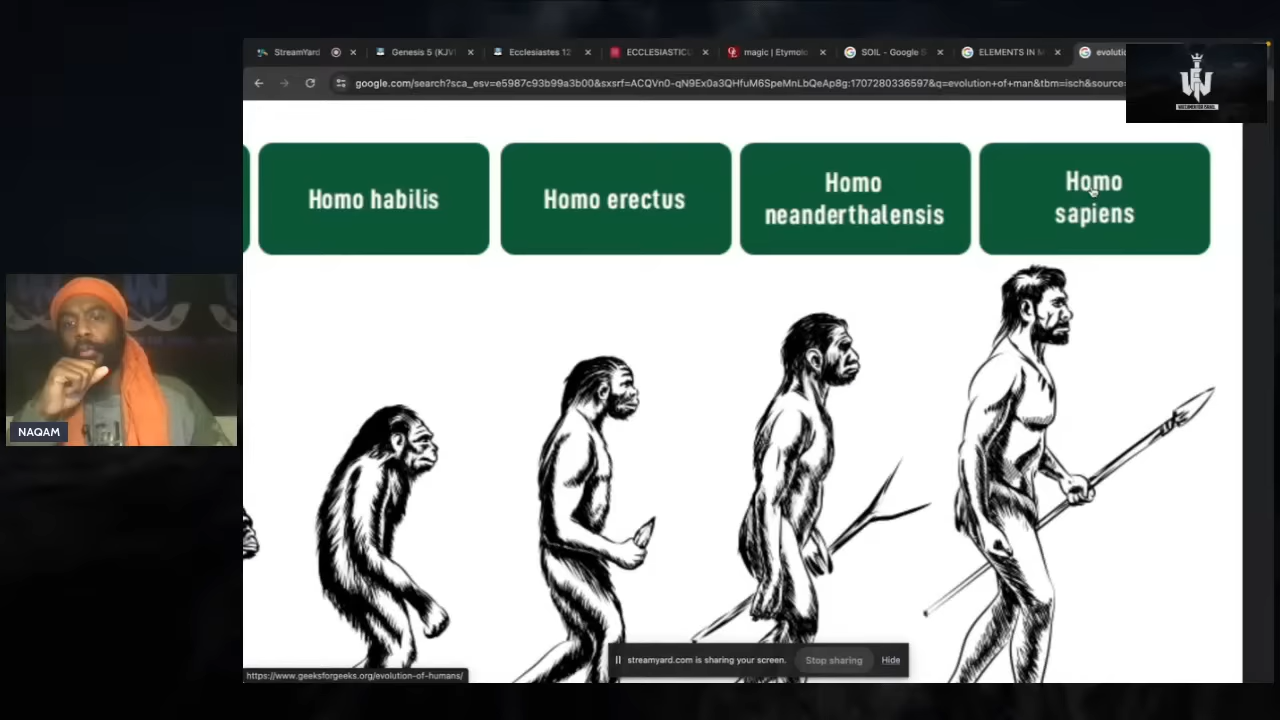 StreamYard
Genesis 5 (KJV
Ecclesiastes 12
ECCLESIASTIC
magic | Etymolo
SOIL - Google S
ELEMENTS IN M
evolutio
google.com/search?sca_esv=e5987c93b99a3b00&sxsrf=ACQVn0-qN9Ex0a3QHfuM6SpeMnLbQeAp8g:1707280336597&q=evolution+of+man&tbm=isch&source=
Homo habilis
Homo erectus
Homo
neanderthalensis
Homo
sapiens
NAQAM
streamyard.com is sharing your screen.
Stop sharing
Hide
https://www.geeksforgeeks.org/evolution-of-humans/